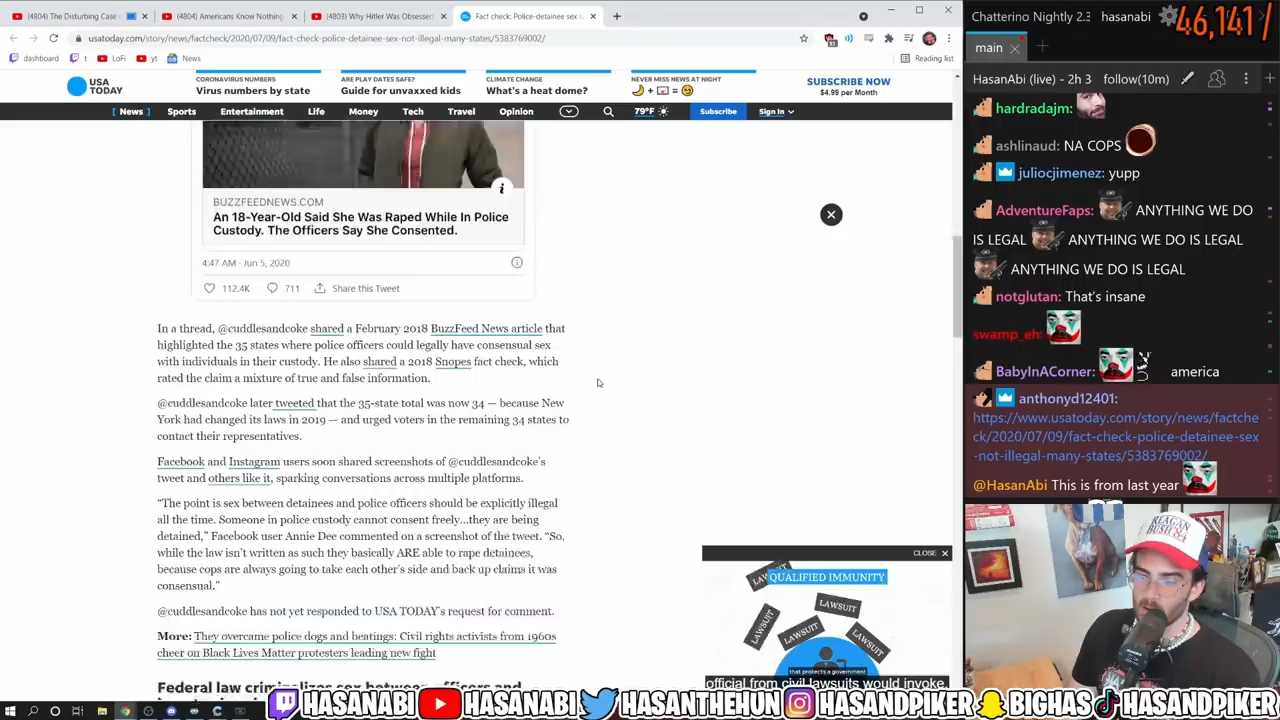 (4804) The Disturbing Case
(4804) Americans Know Nothing
(4803) Why Hitler Was Obsessed
Fact check: Police-detainee sex
usatoday.com/story/news/factcheck/2020/07/09/fact-check-police-detainee-sex-not-illegal-many-states/5383769002/
dashboard
t
LoFi
yt
News
Reading list
USA
TODAY
CORONAVIRUS NUMBERS
Virus numbers by state
ARE PLAY DATES SAFE?
Guide for unvaxxed kids
CLIMATE CHANGE
What's a heat dome?
NEVER MISS NEWS AT NIGHT
🌛 + 💌 = 😍
SUBSCRIBE NOW
$4.99 per Month
[ News ]
Sports
Entertainment
Life
Money
Tech
Travel
Opinion
79°F
Subscribe
Sign In
BUZZFEEDNEWS.COM
An 18-Year-Old Said She Was Raped While In Police
Custody. The Officers Say She Consented.
4:47 AM · Jun 5, 2020
112.4K
711
Share this Tweet
In a thread, @cuddlesandcoke shared a February 2018 BuzzFeed News article that
highlighted the 35 states where police officers could legally have consensual sex
with individuals in their custody. He also shared a 2018 Snopes fact check, which
rated the claim a mixture of true and false information.
@cuddlesandcoke later tweeted that the 35-state total was now 34 — because New
York had changed its laws in 2019 — and urged voters in the remaining 34 states to
contact their representatives.
Facebook and Instagram users soon shared screenshots of @cuddlesandcoke's
tweet and others like it, sparking conversations across multiple platforms.
“The point is sex between detainees and police officers should be explicitly illegal
all the time. Someone in police custody cannot consent freely...they are being
detained,” Facebook user Annie Dee commented on a screenshot of the tweet. “So,
while the law isn't written as such they basically ARE able to rape detainees,
because cops are always going to take each other's side and back up claims it was
consensual.”
@cuddlesandcoke has not yet responded to USA TODAY's request for comment.
More: They overcame police dogs and beatings: Civil rights activists from 1960s
cheer on Black Lives Matter protesters leading new fight
Federal law criminalizes sex between officers and
CLOSE X
QUALIFIED IMMUNITY
LAWSUIT
LAWSUIT
LAWSUIT
LAWSUIT
that protects a government
official from civil lawsuits would invoke
Chatterino Nightly 2.3
hasanabi
46,141/
main
HasanAbi (live) - 2h 3
follow(10m)
hardradajm:
ashlinaud: NA COPS
juliocjimenez: yupp
AdventureFaps: ANYTHING WE DO
IS LEGAL ANYTHING WE DO IS LEGAL
ANYTHING WE DO IS LEGAL
notglutan: That's insane
swamp_eh:
BabyInACorner: america
anthonyd12401:
https://www.usatoday.com/story/news/factche
ck/2020/07/09/fact-check-police-detainee-sex
-not-illegal-many-states/5383769002/
@HasanAbi This is from last year
HASANABI
HASANABI
HASANTHEHUN
HASANDPIKER
BIGHAS
HASANDPIKER